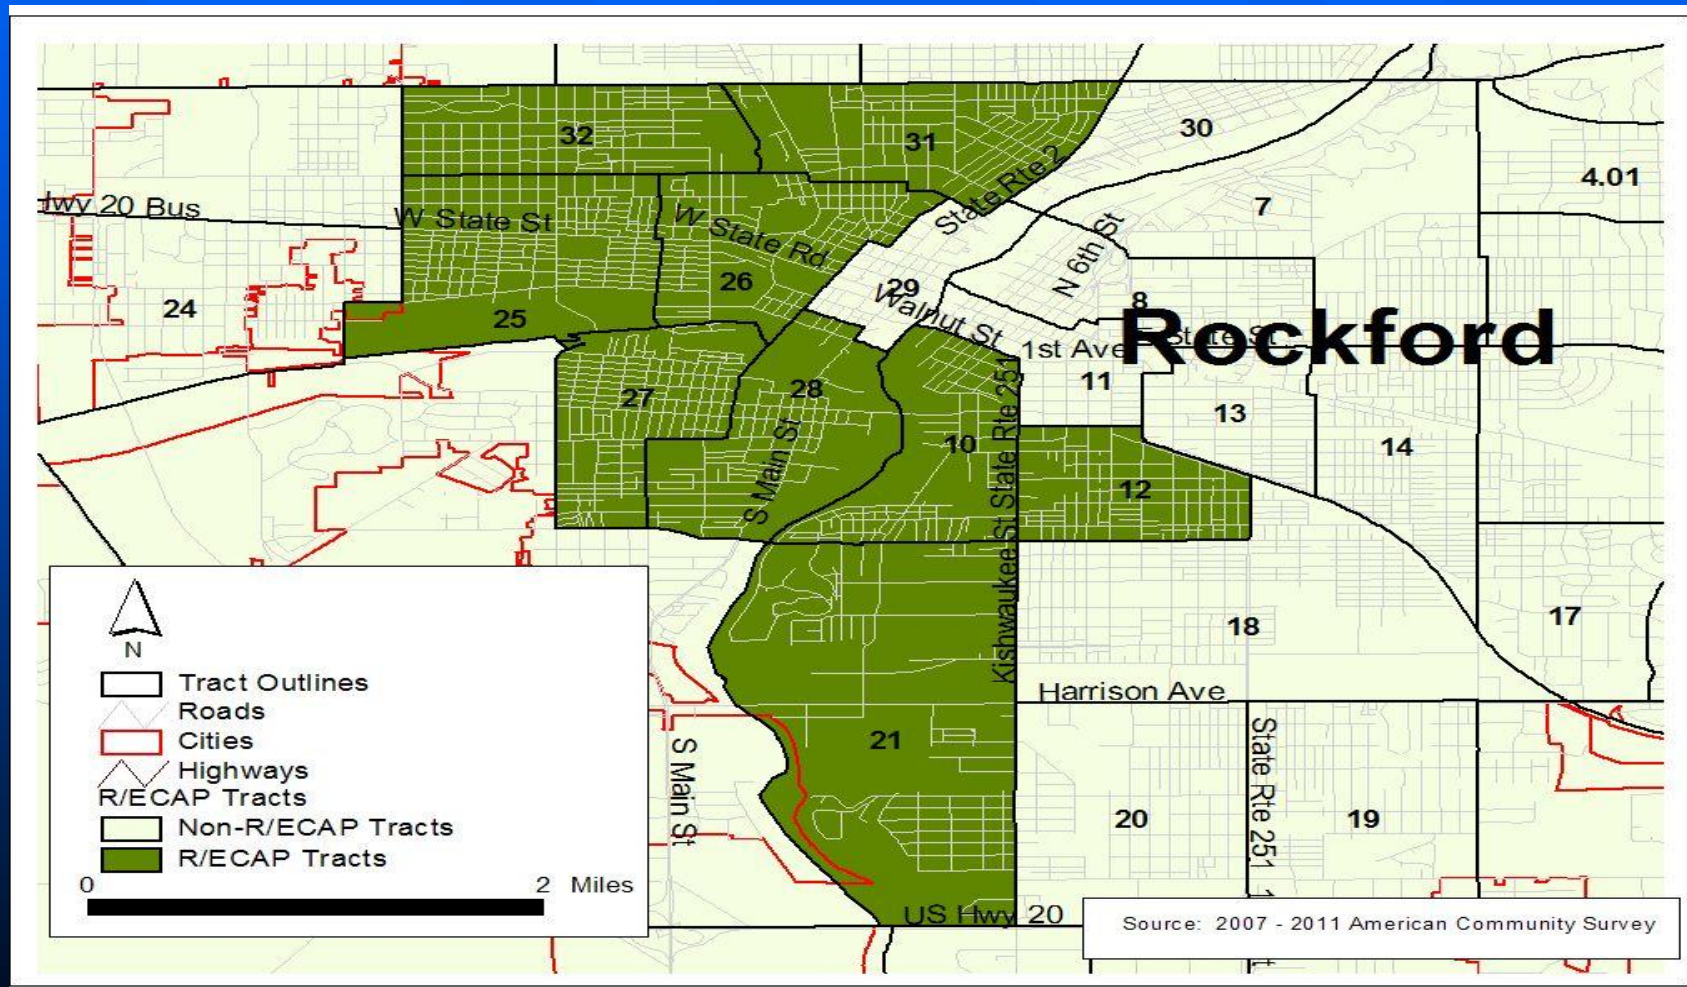 32
31
30
4.01
7
lwy 20 Bus
W State St
W State Rd
State Rte 2
N 6th St
24
25
26
29
8
Walnut St
Rockford
State St
1st Ave
11
27
28
10
13
14
12
S Main St
Kishwaukee St
State Rte 251
18
17
Harrison Ave
21
20
19
S Main St
State Rte 251
US Hwy 20
N
Tract Outlines
Roads
Cities
Highways
R/ECAP Tracts
Non-R/ECAP Tracts
R/ECAP Tracts
0 2 Miles
Source: 2007 - 2011 American Community Survey